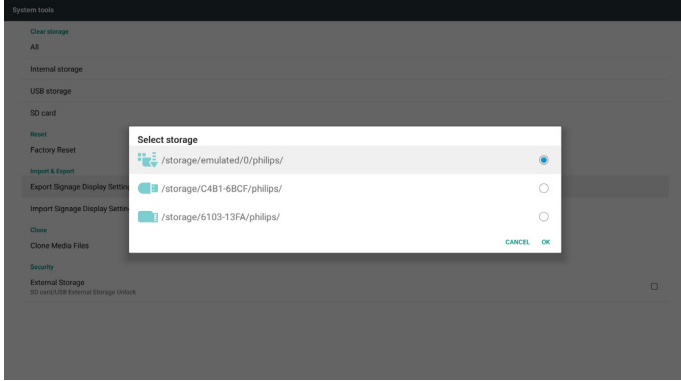 System tools
Clear storage
All
Internal storage
USB storage
SD card
Reset
Factory Reset
Import & Export
Export Signage Display Settin
Import Signage Display Settin
Clone
Clone Media Files
Security
External Storage
SD card/USB External Storage Unlock
Select storage
/storage/emulated/0/philips/
/storage/C4B1-6BCF/philips/
/storage/6103-13FA/philips/
CANCEL OK